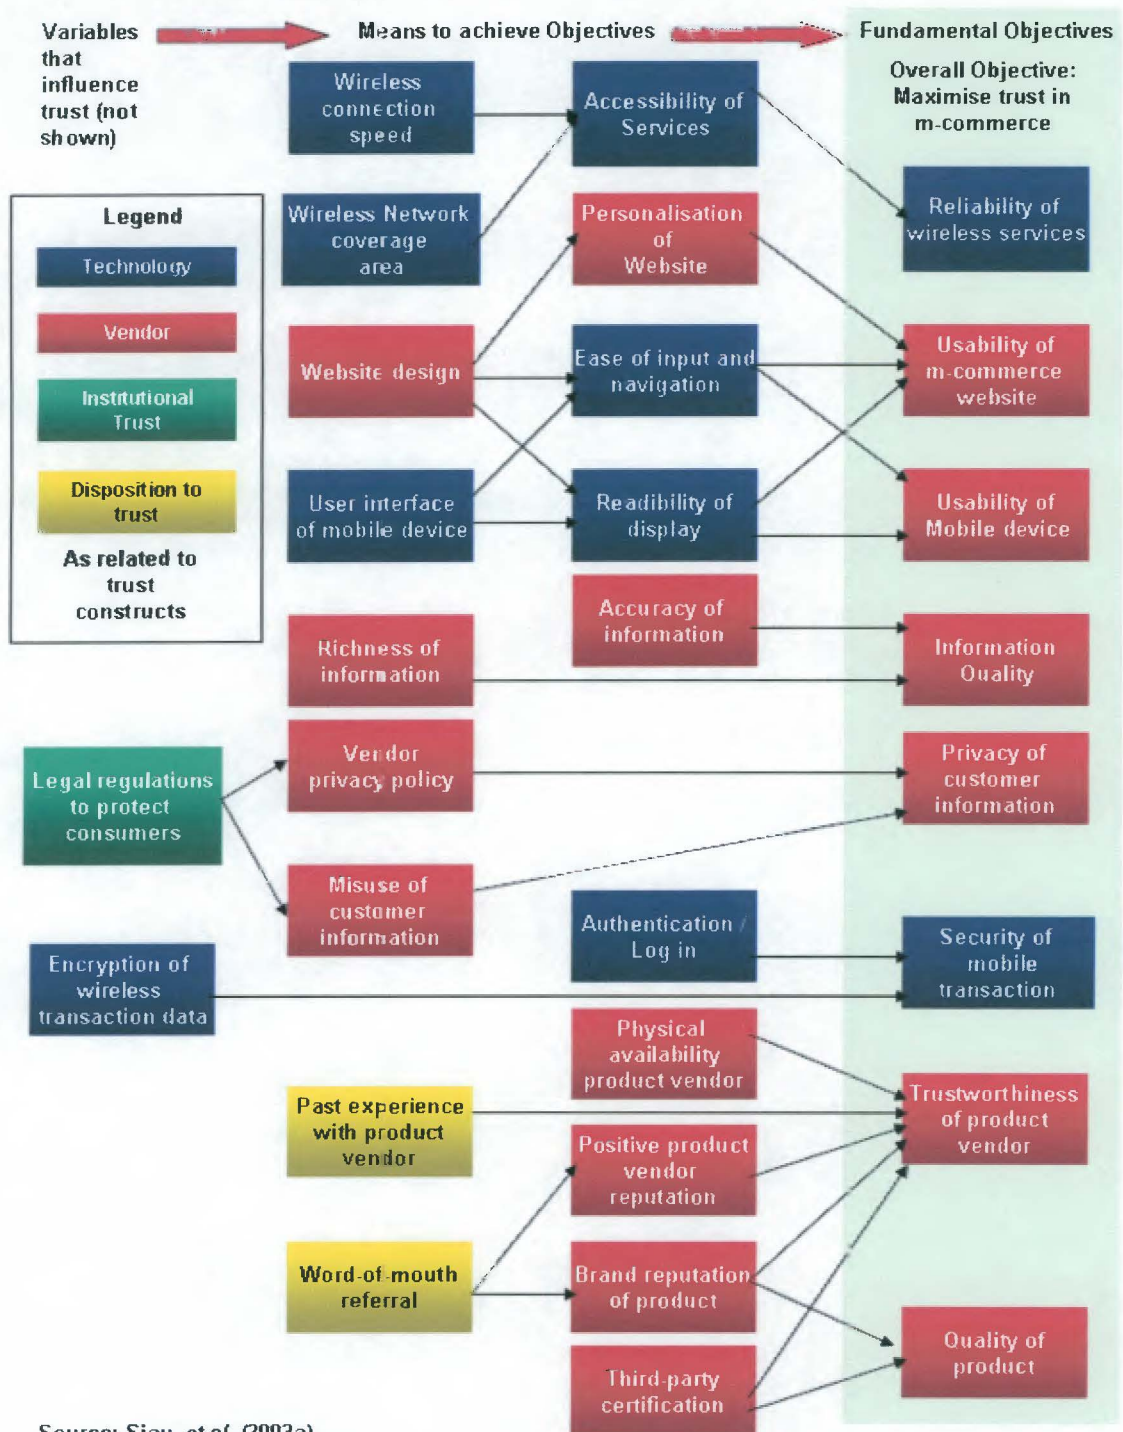 Variables
that
influence
trust (not
shown)
Means to achieve Objectives
Fundamental Objectives
Overall Objective:
Maximise trust in
m-commerce
Legend
Technology
Vendor
Institutional
Trust
Disposition to
trust
As related to
trust
constructs
Wireless
connection
speed
Accessibility of
Services
Reliability of
wireless services
Wireless Network
coverage
area
Personalisation
of
Website
Website design
Ease of input and
navigation
Usability of
m-commerce
website
User interface
of mobile device
Readibility of
display
Usability of
Mobile device
Richness of
information
Accuracy of
information
Information
Quality
Legal regulations
to protect
consumers
Vendor
privacy policy
Privacy of
customer
information
Misuse of
customer
information
Authentication /
Log in
Security of
mobile
transaction
Encryption of
wireless
transaction data
Physical
availability
product vendor
Trustworthiness
of product
vendor
Past experience
with product
vendor
Positive product
vendor
reputation
Word-of-mouth
referral
Brand reputation
of product
Quality of
product
Third-party
certification
Source: Siau, et al. (2003a)